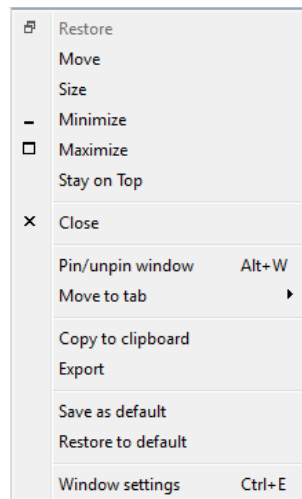 Restore
Move
Size
Minimize
Maximize
Stay on Top
Close
Pin/unpin window Alt+W
Move to tab
Copy to clipboard
Export
Save as default
Restore to default
Window settings Ctrl+E